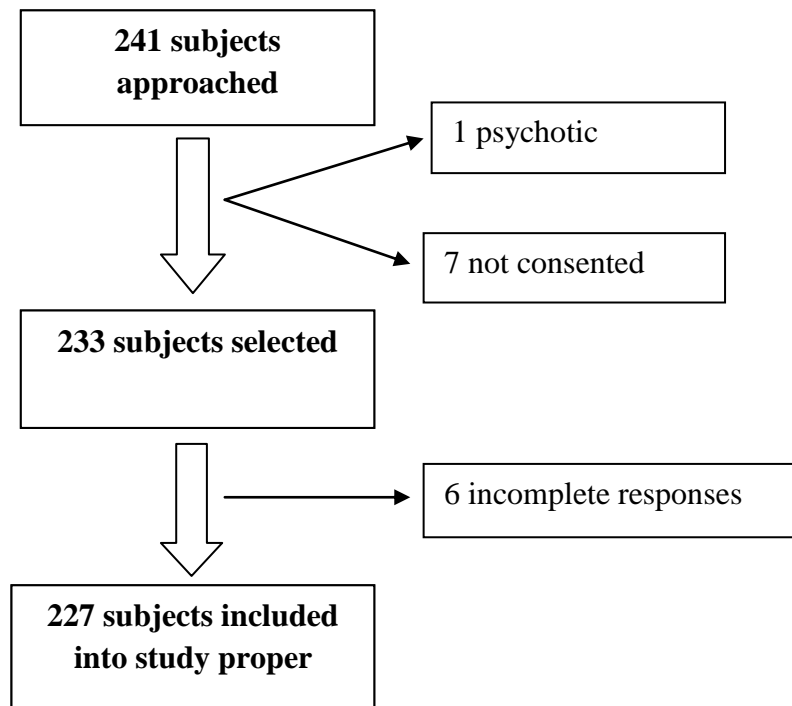 241 subjects
approached
1 psychotic
7 not consented
233 subjects selected
6 incomplete responses
227 subjects included
into study proper